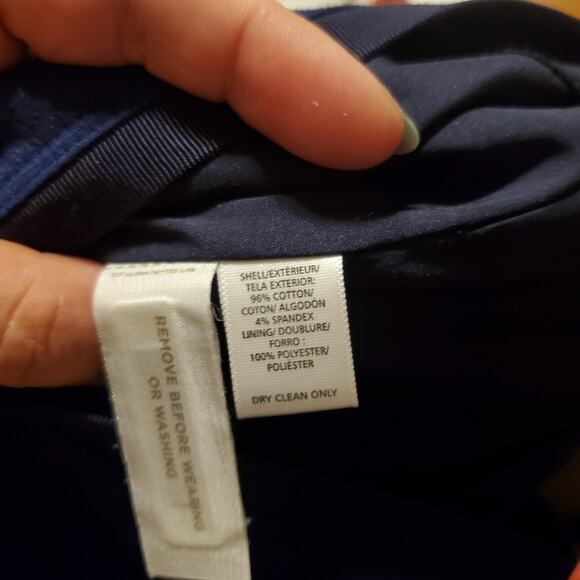 SHELL/EXTÉRIEUR/
TELA EXTERIOR:
96% COTTON/
COTON/ ALGODÓN
4% SPANDEX
LINING/ DOUBLURE/
FORRO :
100% POLYESTER/
POLIÉSTER
DRY CLEAN ONLY
REMOVE BEFORE WEARING
OR WASHING